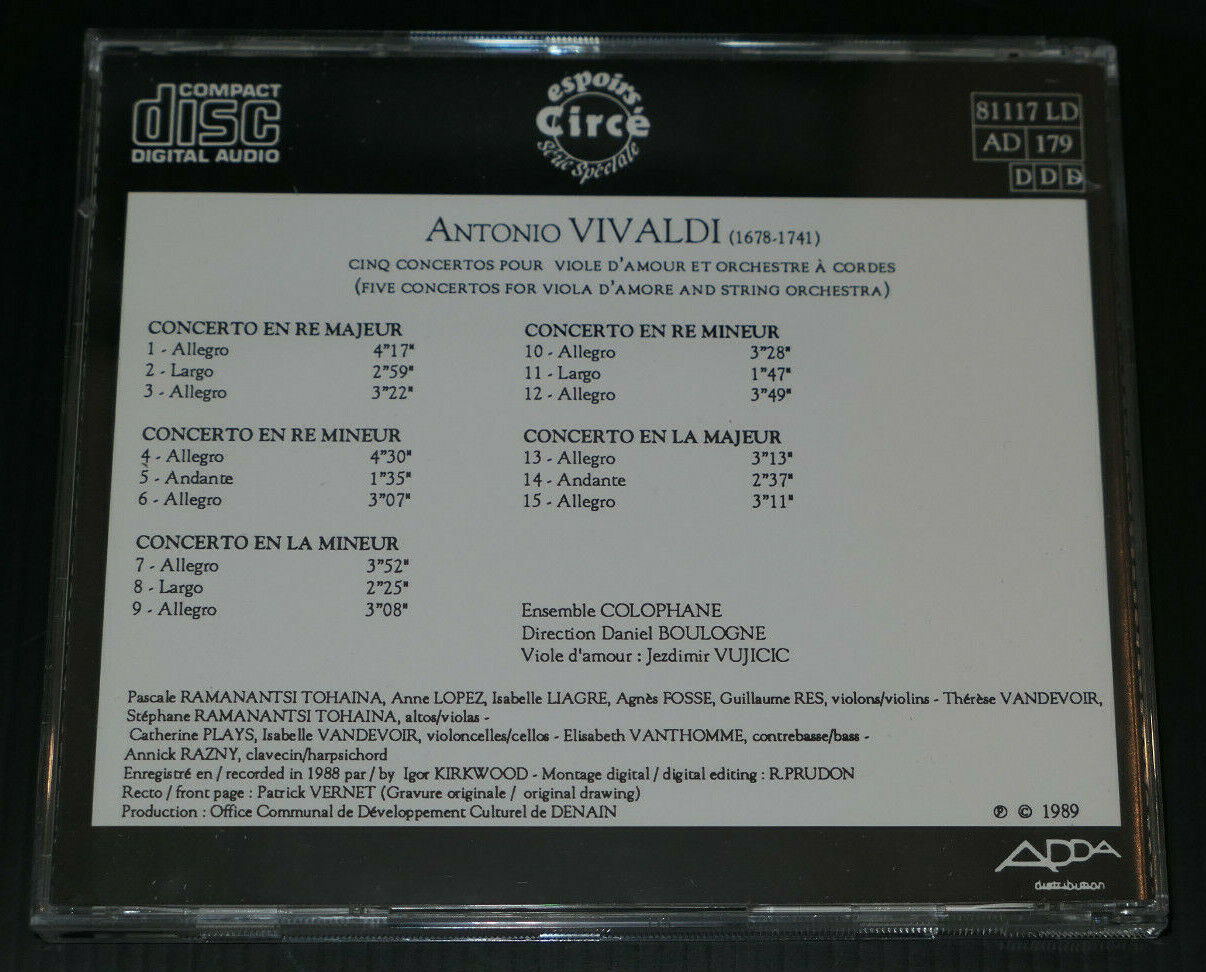 COMPACT
disc
DIGITAL AUDIO
espoirs
Circé
Série Spéciale
81117 LD
AD 179
D D D
ANTONIO VIVALDI (1678-1741)
CINQ CONCERTOS POUR VIOLE D'AMOUR ET ORCHESTRE À CORDES
(FIVE CONCERTOS FOR VIOLA D'AMORE AND STRING ORCHESTRA)
CONCERTO EN RE MAJEUR
1 - Allegro 4"17"
2 - Largo 2"59"
3 - Allegro 3"22"
CONCERTO EN RE MINEUR
4 - Allegro 4"30"
5 - Andante 1"35"
6 - Allegro 3"07"
CONCERTO EN LA MINEUR
7 - Allegro 3"52"
8 - Largo 2"25"
9 - Allegro 3"08"
CONCERTO EN RE MINEUR
10 - Allegro 3"28"
11 - Largo 1"47"
12 - Allegro 3"49"
CONCERTO EN LA MAJEUR
13 - Allegro 3"13"
14 - Andante 2"37"
15 - Allegro 3"11"
Ensemble COLOPHANE
Direction Daniel BOULOGNE
Viole d'amour : Jezdimir VUJICIC
Pascale RAMANANTSI TOHAINA, Anne LOPEZ, Isabelle LIAGRE, Agnès FOSSE, Guillaume RES, violons/violins - Thérèse VANDEVOIR,
Stéphane RAMANANTSI TOHAINA, altos/violas -
Catherine PLAYS, Isabelle VANDEVOIR, violoncelles/cellos - Elisabeth VANTHOMME, contrebasse/bass -
Annick RAZNY, clavecin/harpsichord
Enregistré en / recorded in 1988 par / by Igor KIRKWOOD - Montage digital / digital editing : R.PRUDON
Recto / front page : Patrick VERNET (Gravure originale / original drawing)
Production : Office Communal de Développement Culturel de DENAIN
℗ © 1989
ADDA
distribution